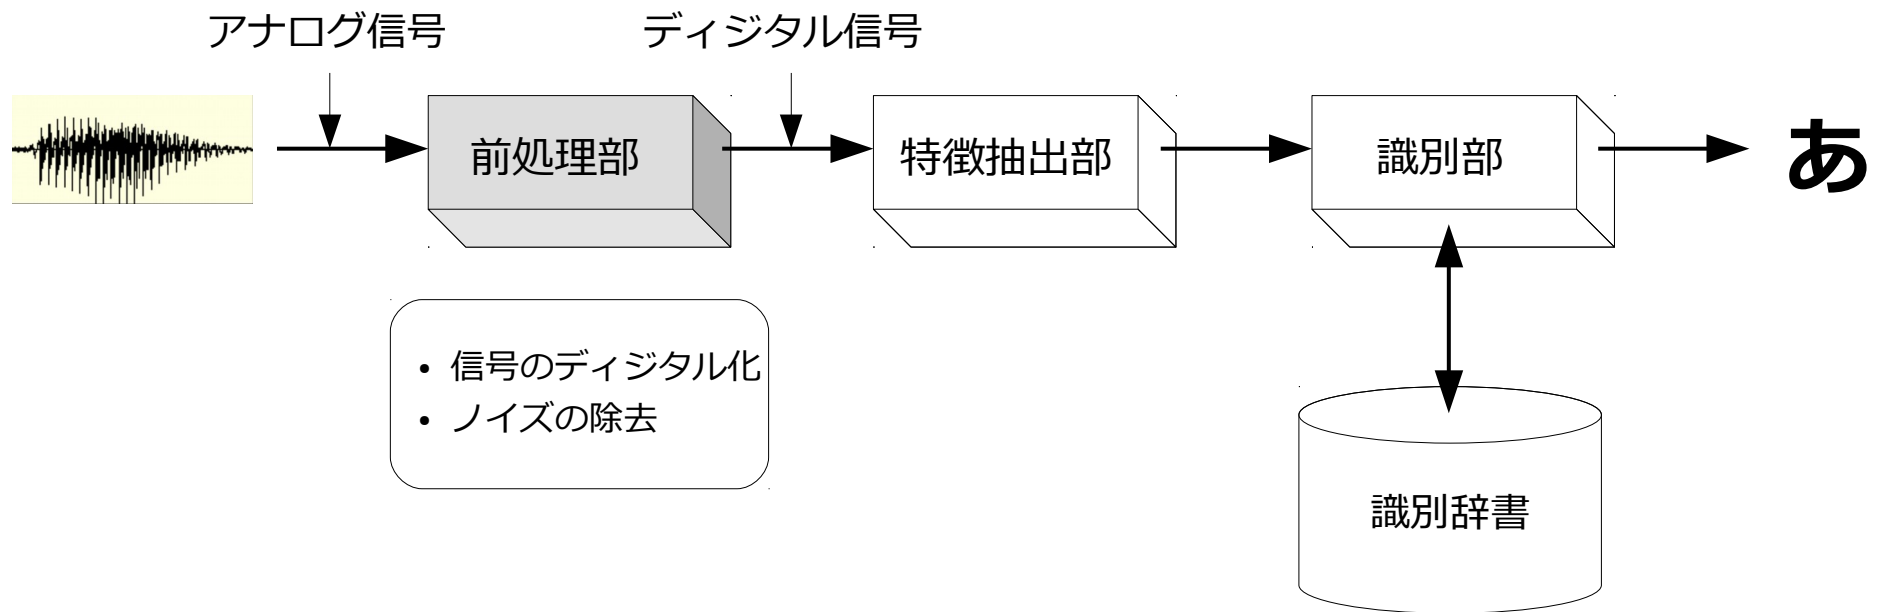 アナログ信号
ディジタル信号
前処理部
特徴抽出部
識別部
あ
• 信号のディジタル化
• ノイズの除去
識別辞書